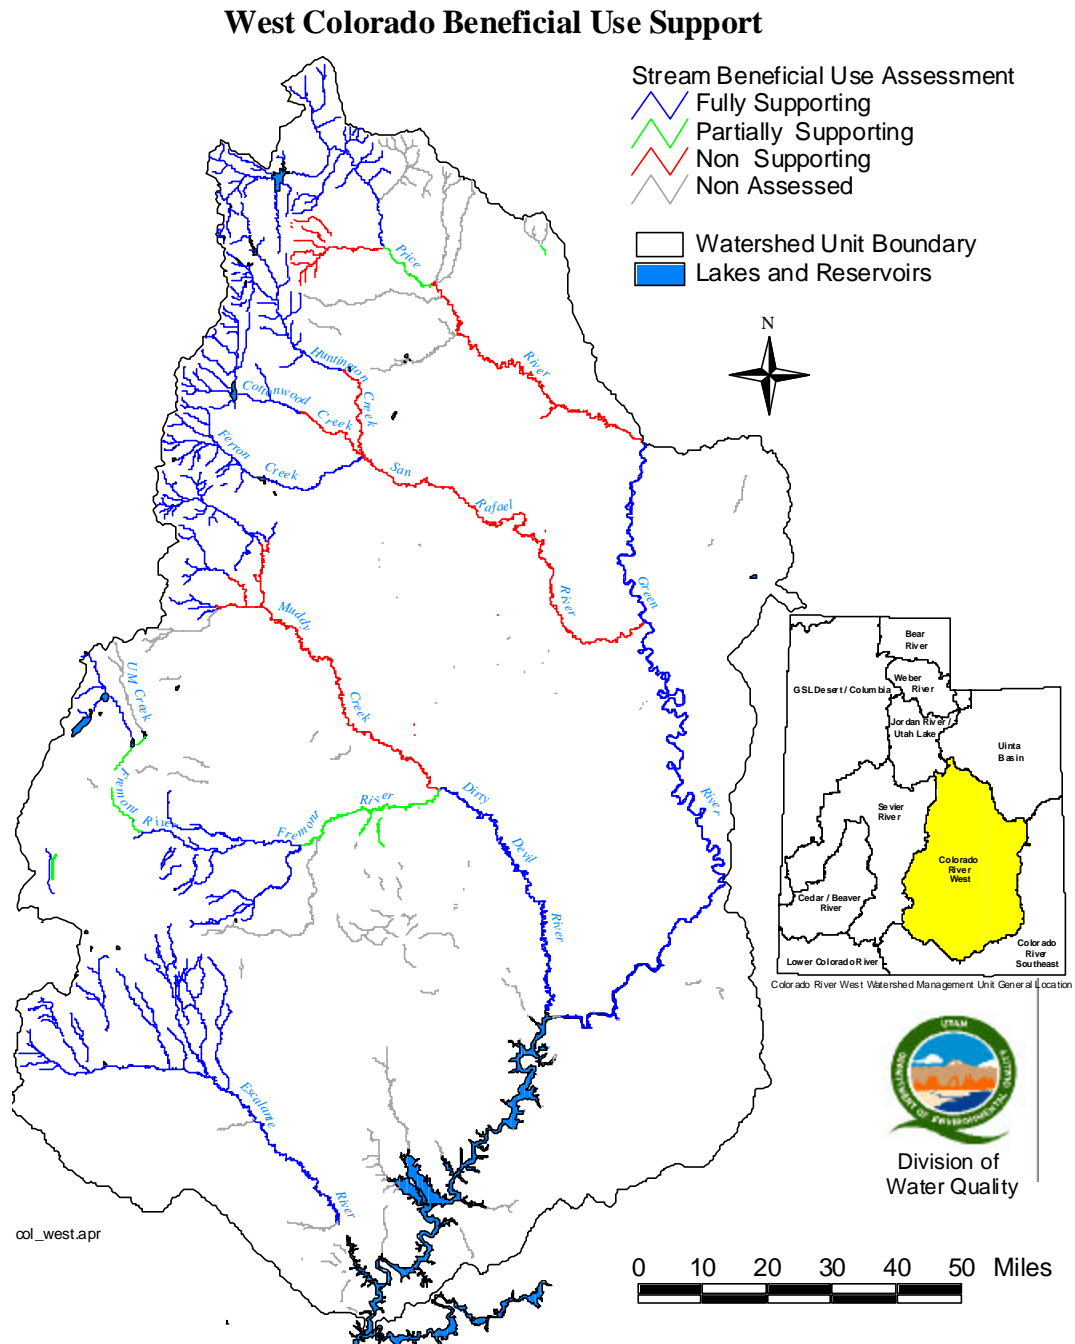 West Colorado Beneficial Use Support
Stream Beneficial Use Assessment
Fully Supporting
Partially Supporting
Non Supporting
Non Assessed
Watershed Unit Boundary
Lakes and Reservoirs
N
Price
River
Huntington
Creek
Cottonwood
Creek
Ferron
Creek
San
Rafael
River
Green
River
Muddy
Creek
UM Creek
Fremont
River
Fremont
River
Dirty
Devil
River
Escalante
River
Bear
River
Weber
River
GSL Desert / Columbia
Jordan River /
Utah Lake
Uinta
Basin
Sevier
River
Colorado
River
West
Cedar / Beaver
River
Lower Colorado River
Colorado
River
Southeast
Colorado River West Watershed Management Unit General Location
UTAH
DEPARTMENT OF ENVIRONMENTAL QUALITY
Division of
Water Quality
col_west.apr
0 10 20 30 40 50 Miles